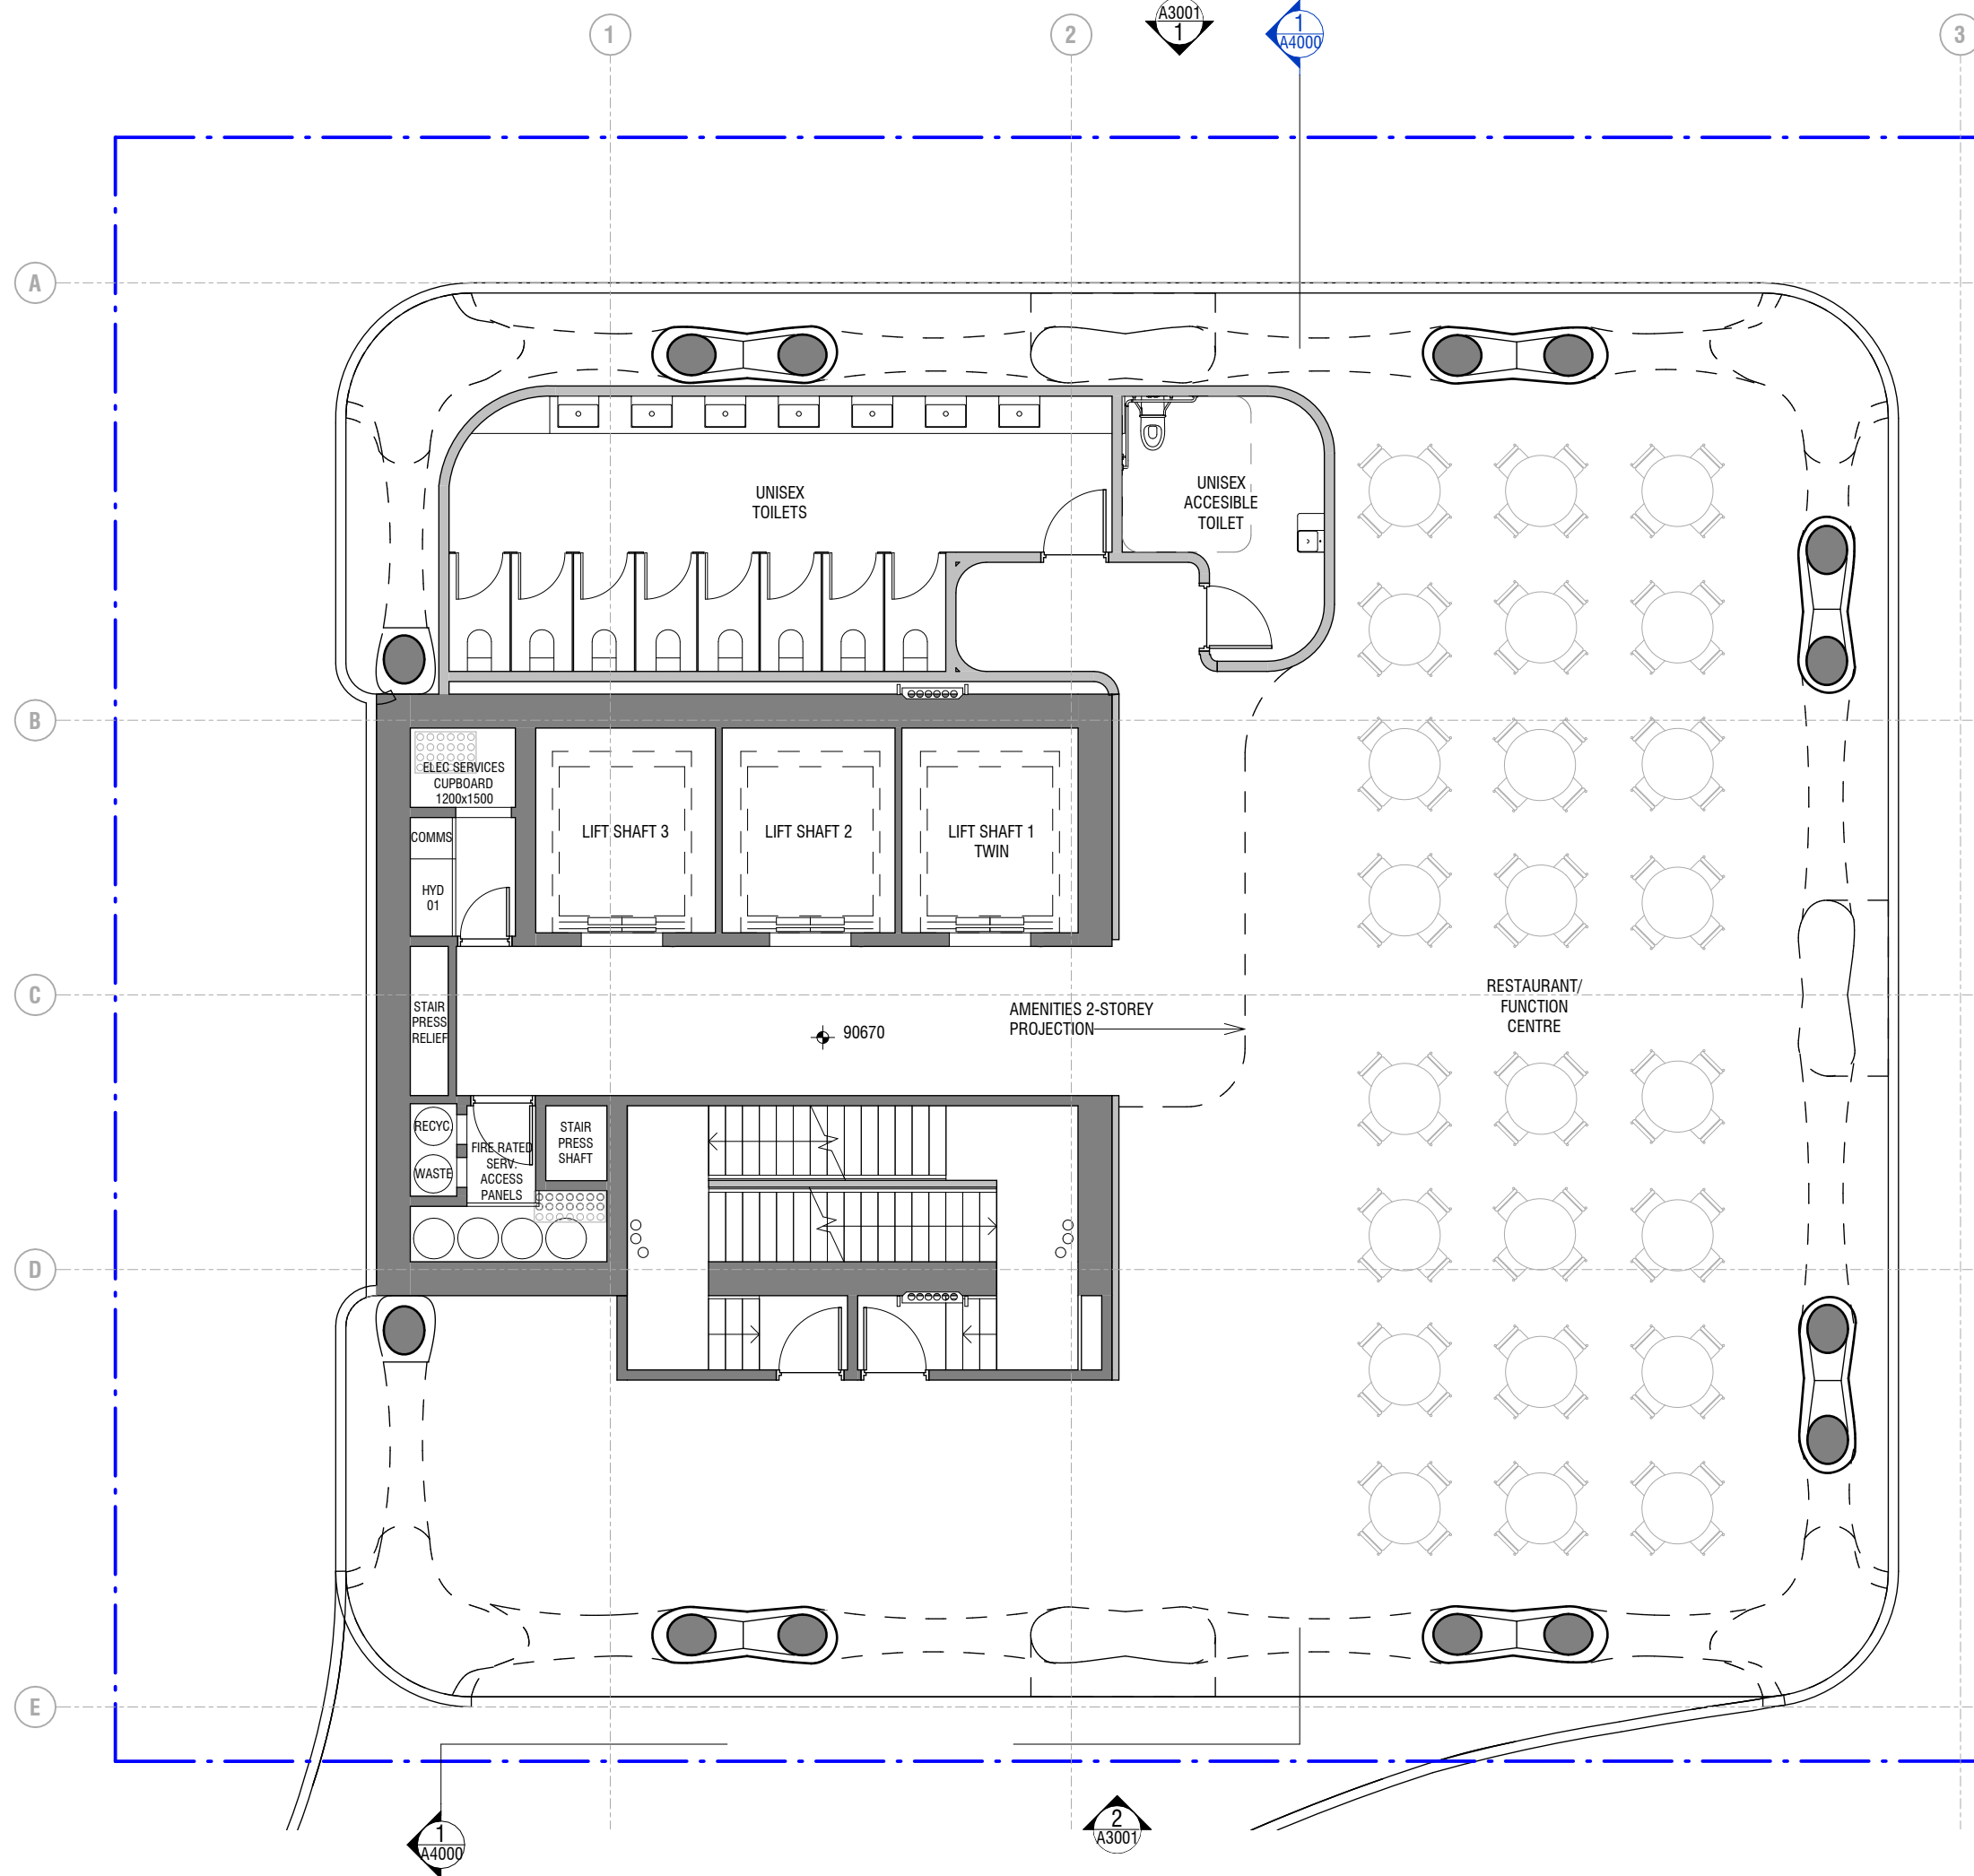 A3001
1
1
A4000
1
2
3
A
B
C
D
E
UNISEX
TOILETS
UNISEX
ACCESIBLE
TOILET
ELEC SERVICES
CUPBOARD
1200x1500
COMMS
HYD
01
LIFT SHAFT 3
LIFT SHAFT 2
LIFT SHAFT 1
TWIN
STAIR
PRESS
RELIEF
90670
AMENITIES 2-STOREY
PROJECTION
RESTAURANT/
FUNCTION
CENTRE
RECYC.
WASTE
FIRE RATED
SERV.
ACCESS
PANELS
STAIR
PRESS
SHAFT
1
A4000
2
A3001